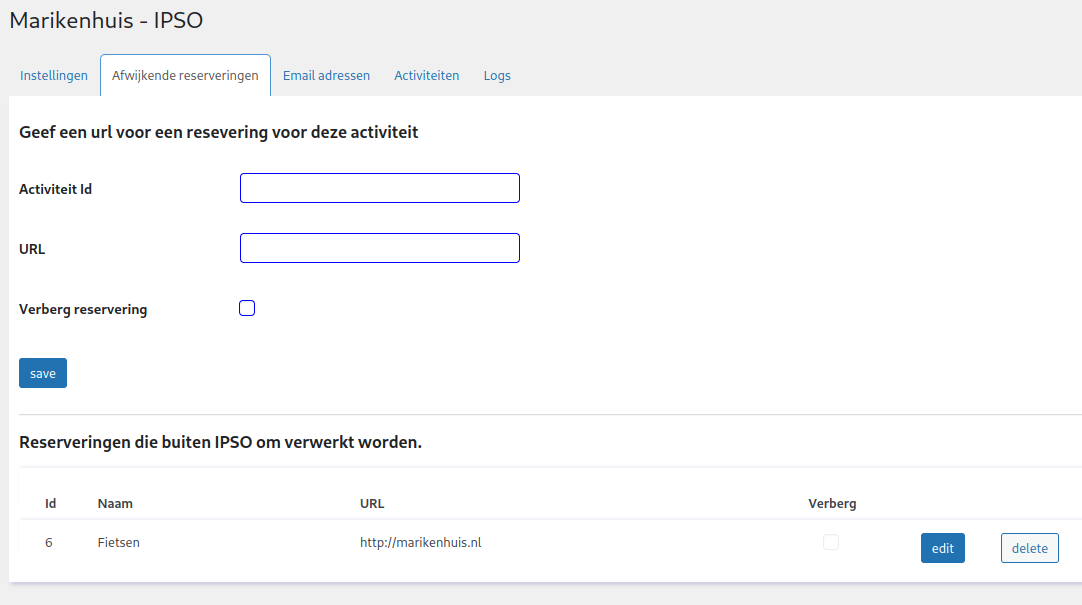 Marikenhuis - IPSO
Instellingen Afwijkende reserveringen Email adressen Activiteiten Logs
Geef een url voor een resevering voor deze activiteit
Activiteit Id
URL
Verberg reservering
save
Reserveringen die buiten IPSO om verwerkt worden.
Id Naam URL Verberg
6 Fietsen http://marikenhuis.nl edit delete